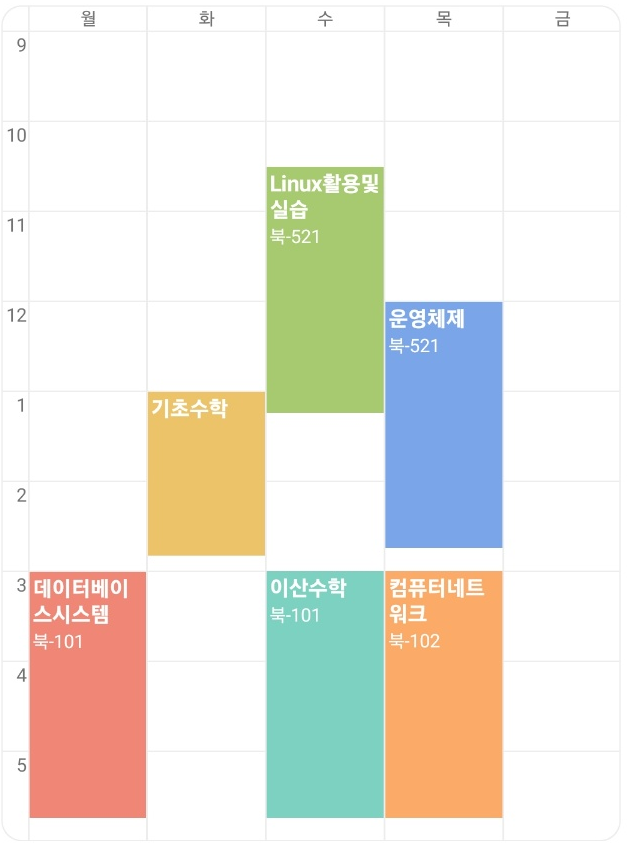 월 화 수 목 금
9
10
Linux활용및
실습
북-521
11
12
운영체제
북-521
1
기초수학
2
3
데이터베이
스시스템
북-101
이산수학
북-101
컴퓨터네트
워크
북-102
4
5